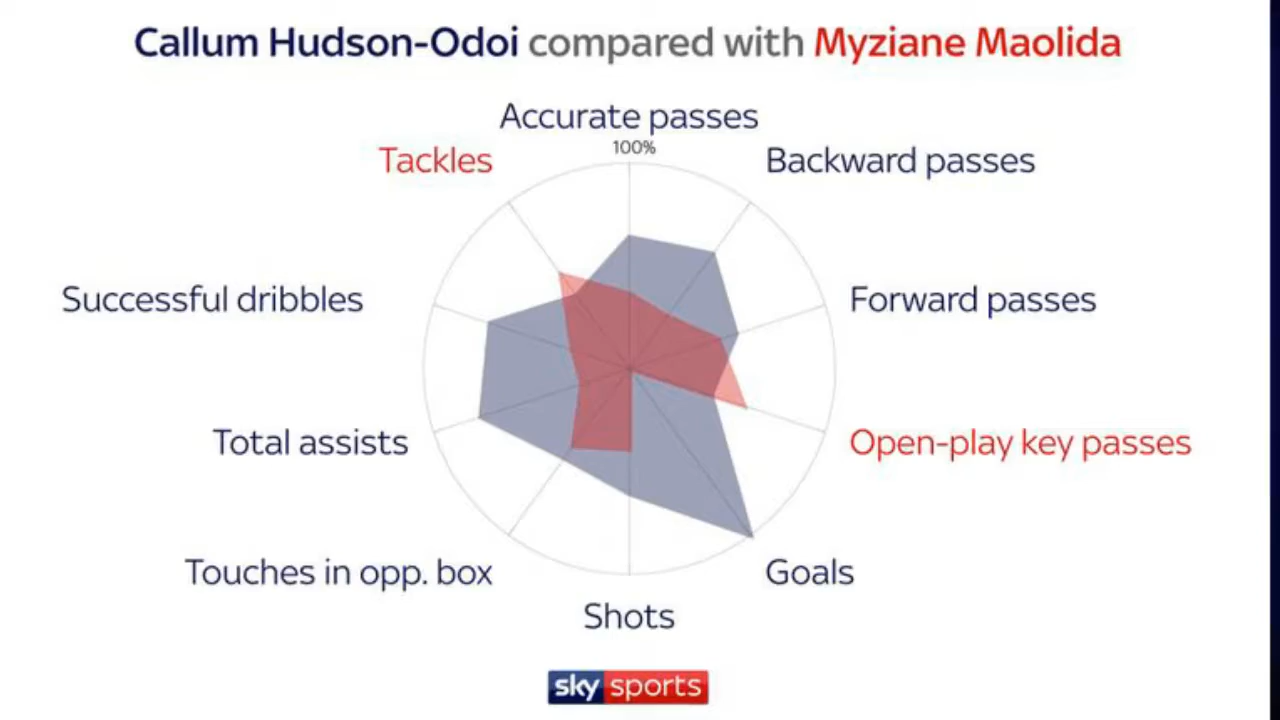 Callum Hudson-Odoi compared with Myziane Maolida
Accurate passes
100%
Tackles
Backward passes
Successful dribbles
Forward passes
Total assists
Open-play key passes
Touches in opp. box
Goals
Shots
sky sports